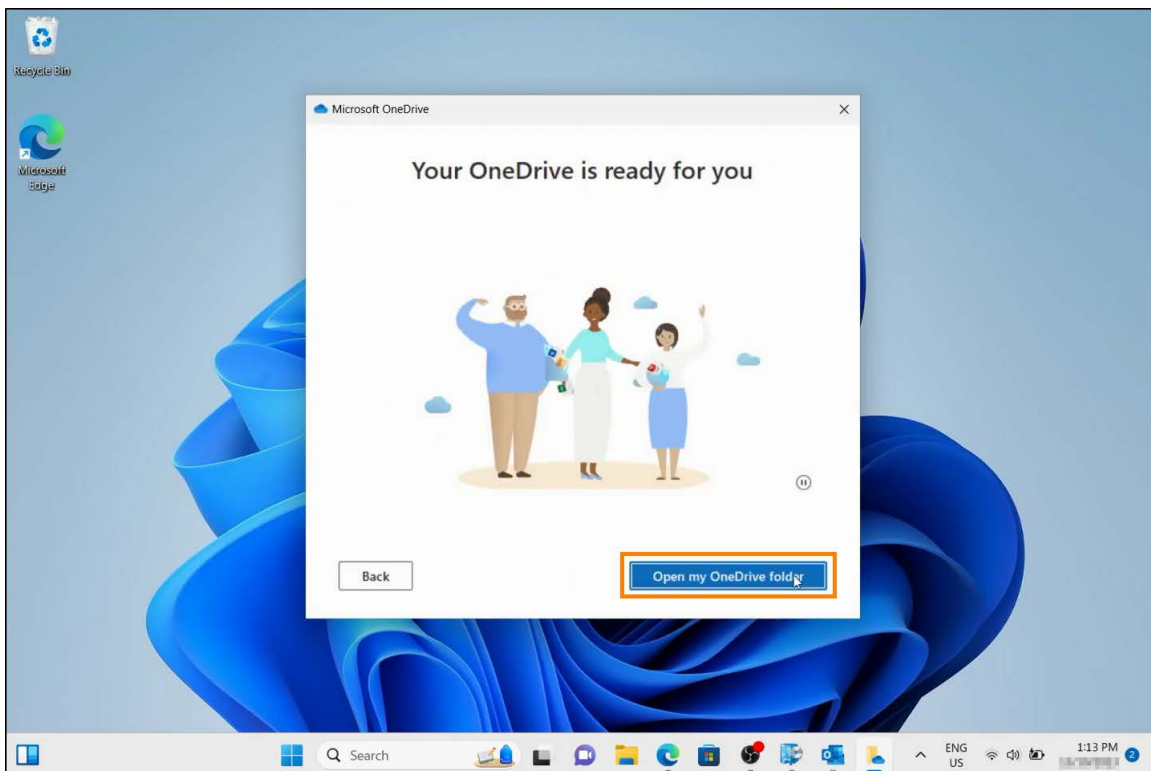 Recycle Bin
Microsoft
Edge
Microsoft OneDrive
Your OneDrive is ready for you
Back
Open my OneDrive folder
Search
ENG
US
1:13 PM
2